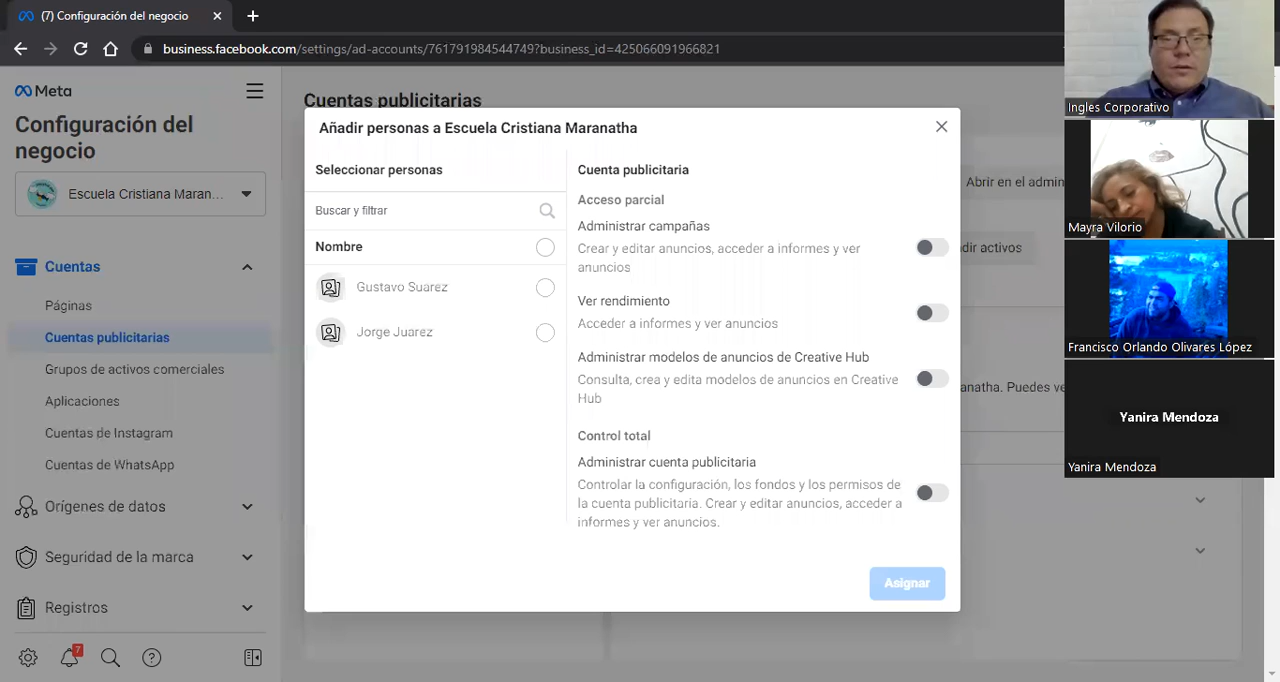 (7) Configuración del negocio
business.facebook.com/settings/ad-accounts/761791984544749?business_id=425066091966821
Meta
Configuración del
negocio
Escuela Cristiana Maran...
Cuentas
Páginas
Cuentas publicitarias
Grupos de activos comerciales
Aplicaciones
Cuentas de Instagram
Cuentas de WhatsApp
Orígenes de datos
Seguridad de la marca
Registros
7
Cuentas publicitarias
Añadir personas a Escuela Cristiana Maranatha
Seleccionar personas
Buscar y filtrar
Nombre
Gustavo Suarez
Jorge Juarez
Cuenta publicitaria
Acceso parcial
Administrar campañas
Crear y editar anuncios, acceder a informes y ver
anuncios
Ver rendimiento
Acceder a informes y ver anuncios
Administrar modelos de anuncios de Creative Hub
Consulta, crea y edita modelos de anuncios en Creative
Hub
Control total
Administrar cuenta publicitaria
Controlar la configuración, los fondos y los permisos de
la cuenta publicitaria. Crear y editar anuncios, acceder a
informes y ver anuncios.
Asignar
Abrir en el admin
dir activos
anatha. Puedes ve
Ingles Corporativo
Mayra Vilorio
Francisco Orlando Olivares López
Yanira Mendoza
Yanira Mendoza